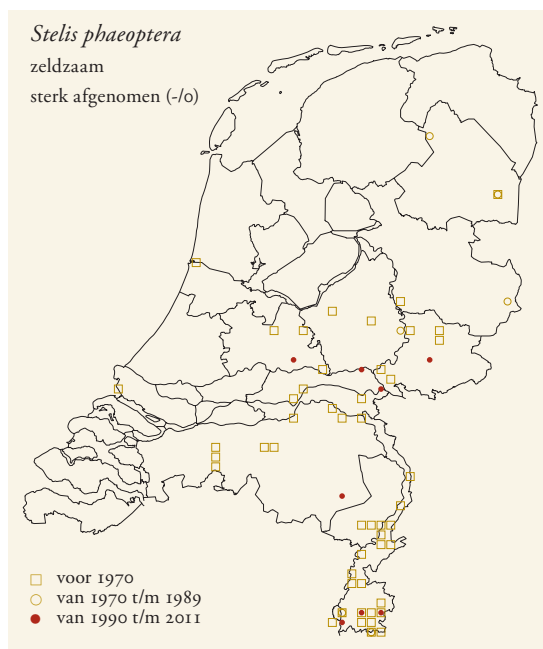 Stelis phaeoptera
zeldzaam
sterk afgenomen (-/0)
voor 1970
van 1970 t/m 1989
van 1990 t/m 2011